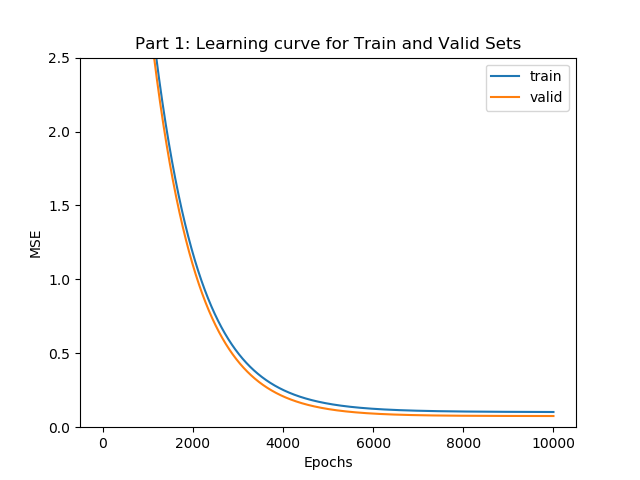 Part 1: Learning curve for Train and Valid Sets
2.5
2.0
1.5
1.0
0.5
0.0
MSE
train
valid
0 2000 4000 6000 8000 10000
Epochs